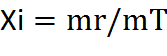 Xi = mr/mT